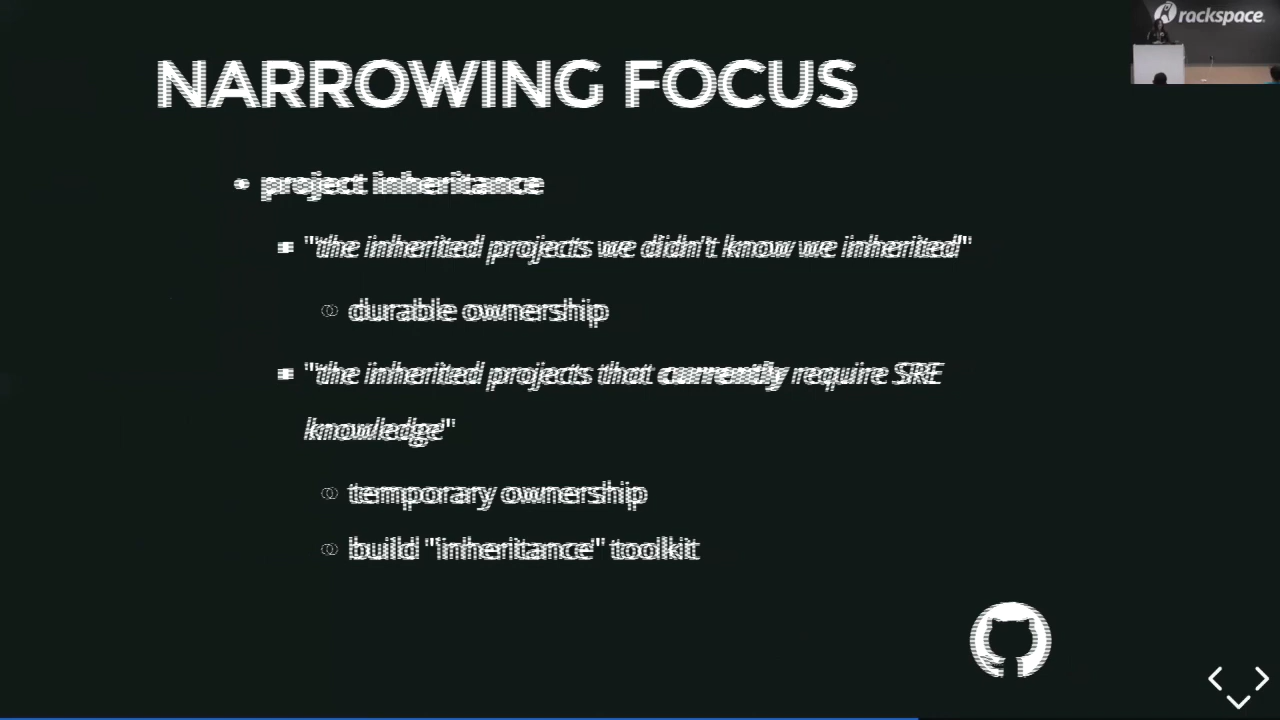 rackspace
NARROWING FOCUS
project inheritance
"the inherited projects we didn't know we inherited"
durable ownership
"the inherited projects that currently require SRE
knowledge"
temporary ownership
build "inheritance" toolkit